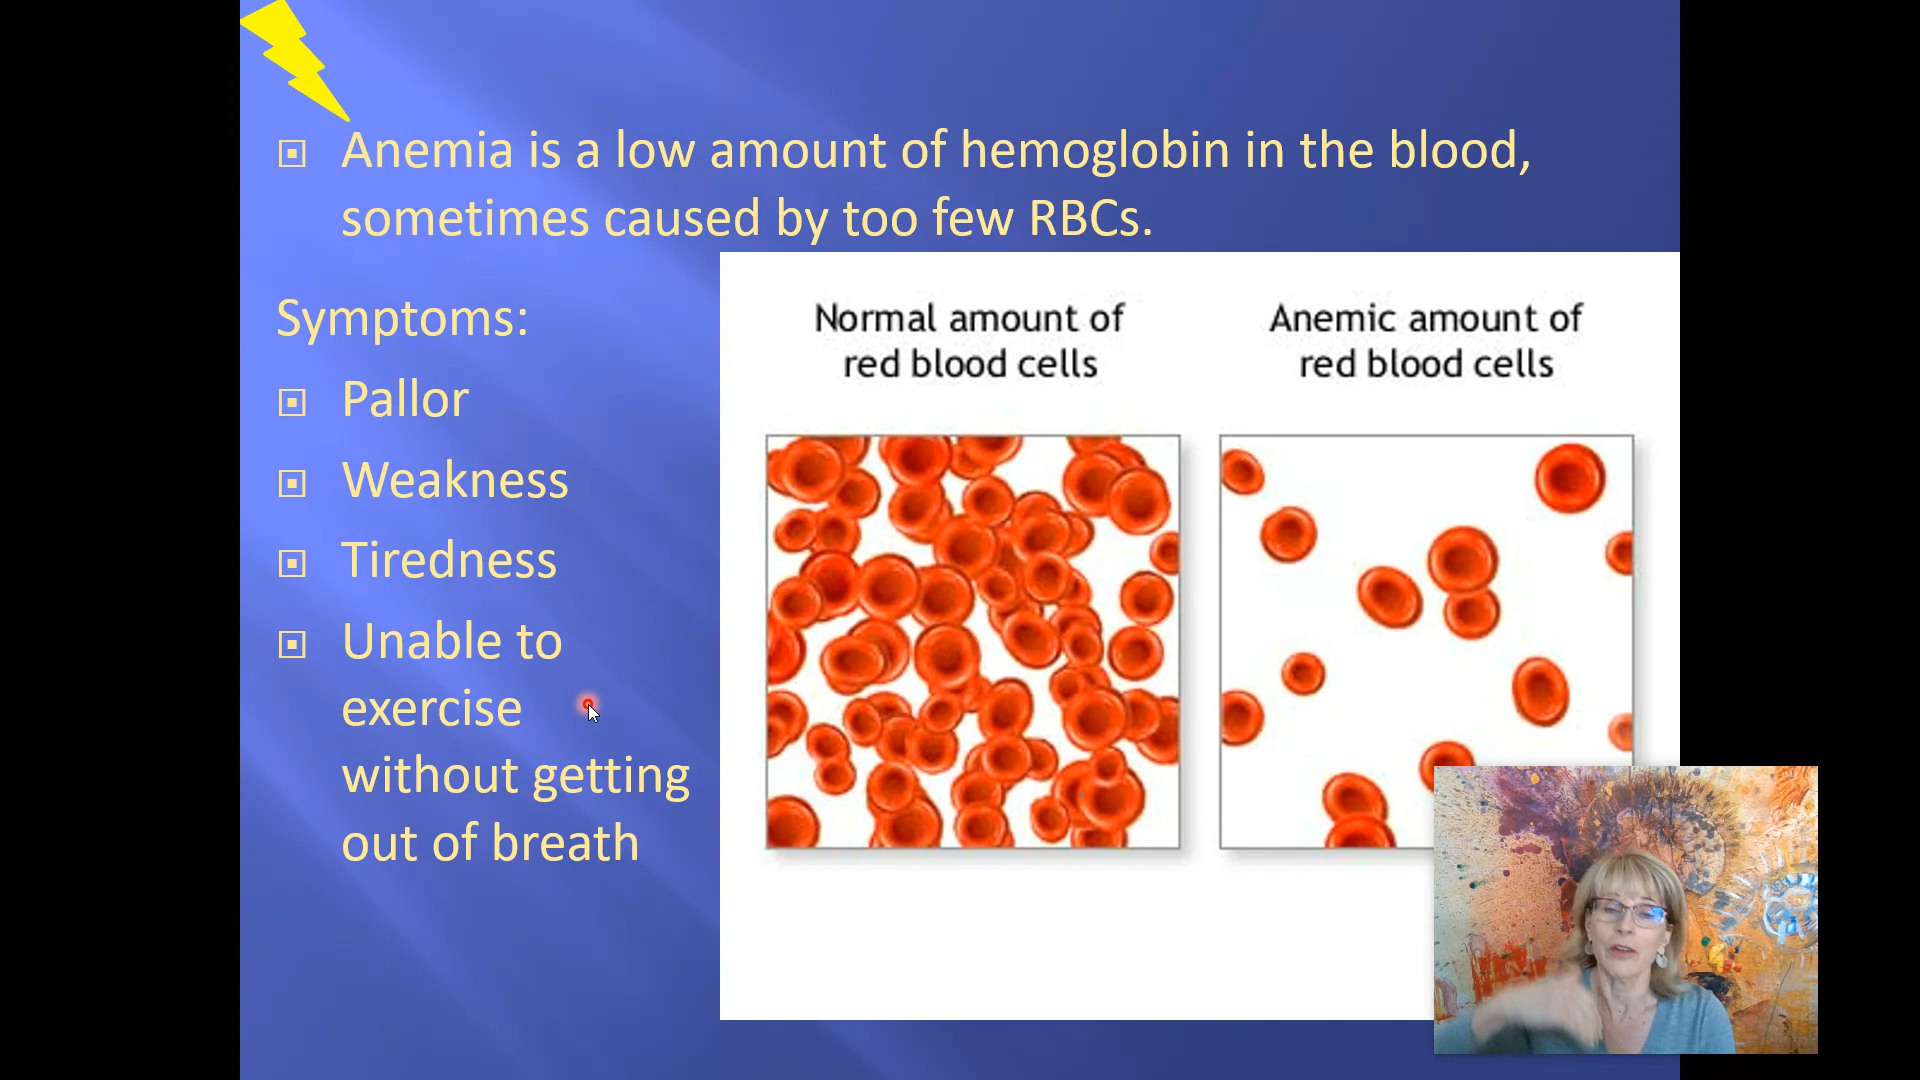 Anemia is a low amount of hemoglobin in the blood,
sometimes caused by too few RBCs.
Symptoms:
Pallor
Weakness
Tiredness
Unable to
exercise
without getting
out of breath
Normal amount of
red blood cells
Anemic amount of
red blood cells